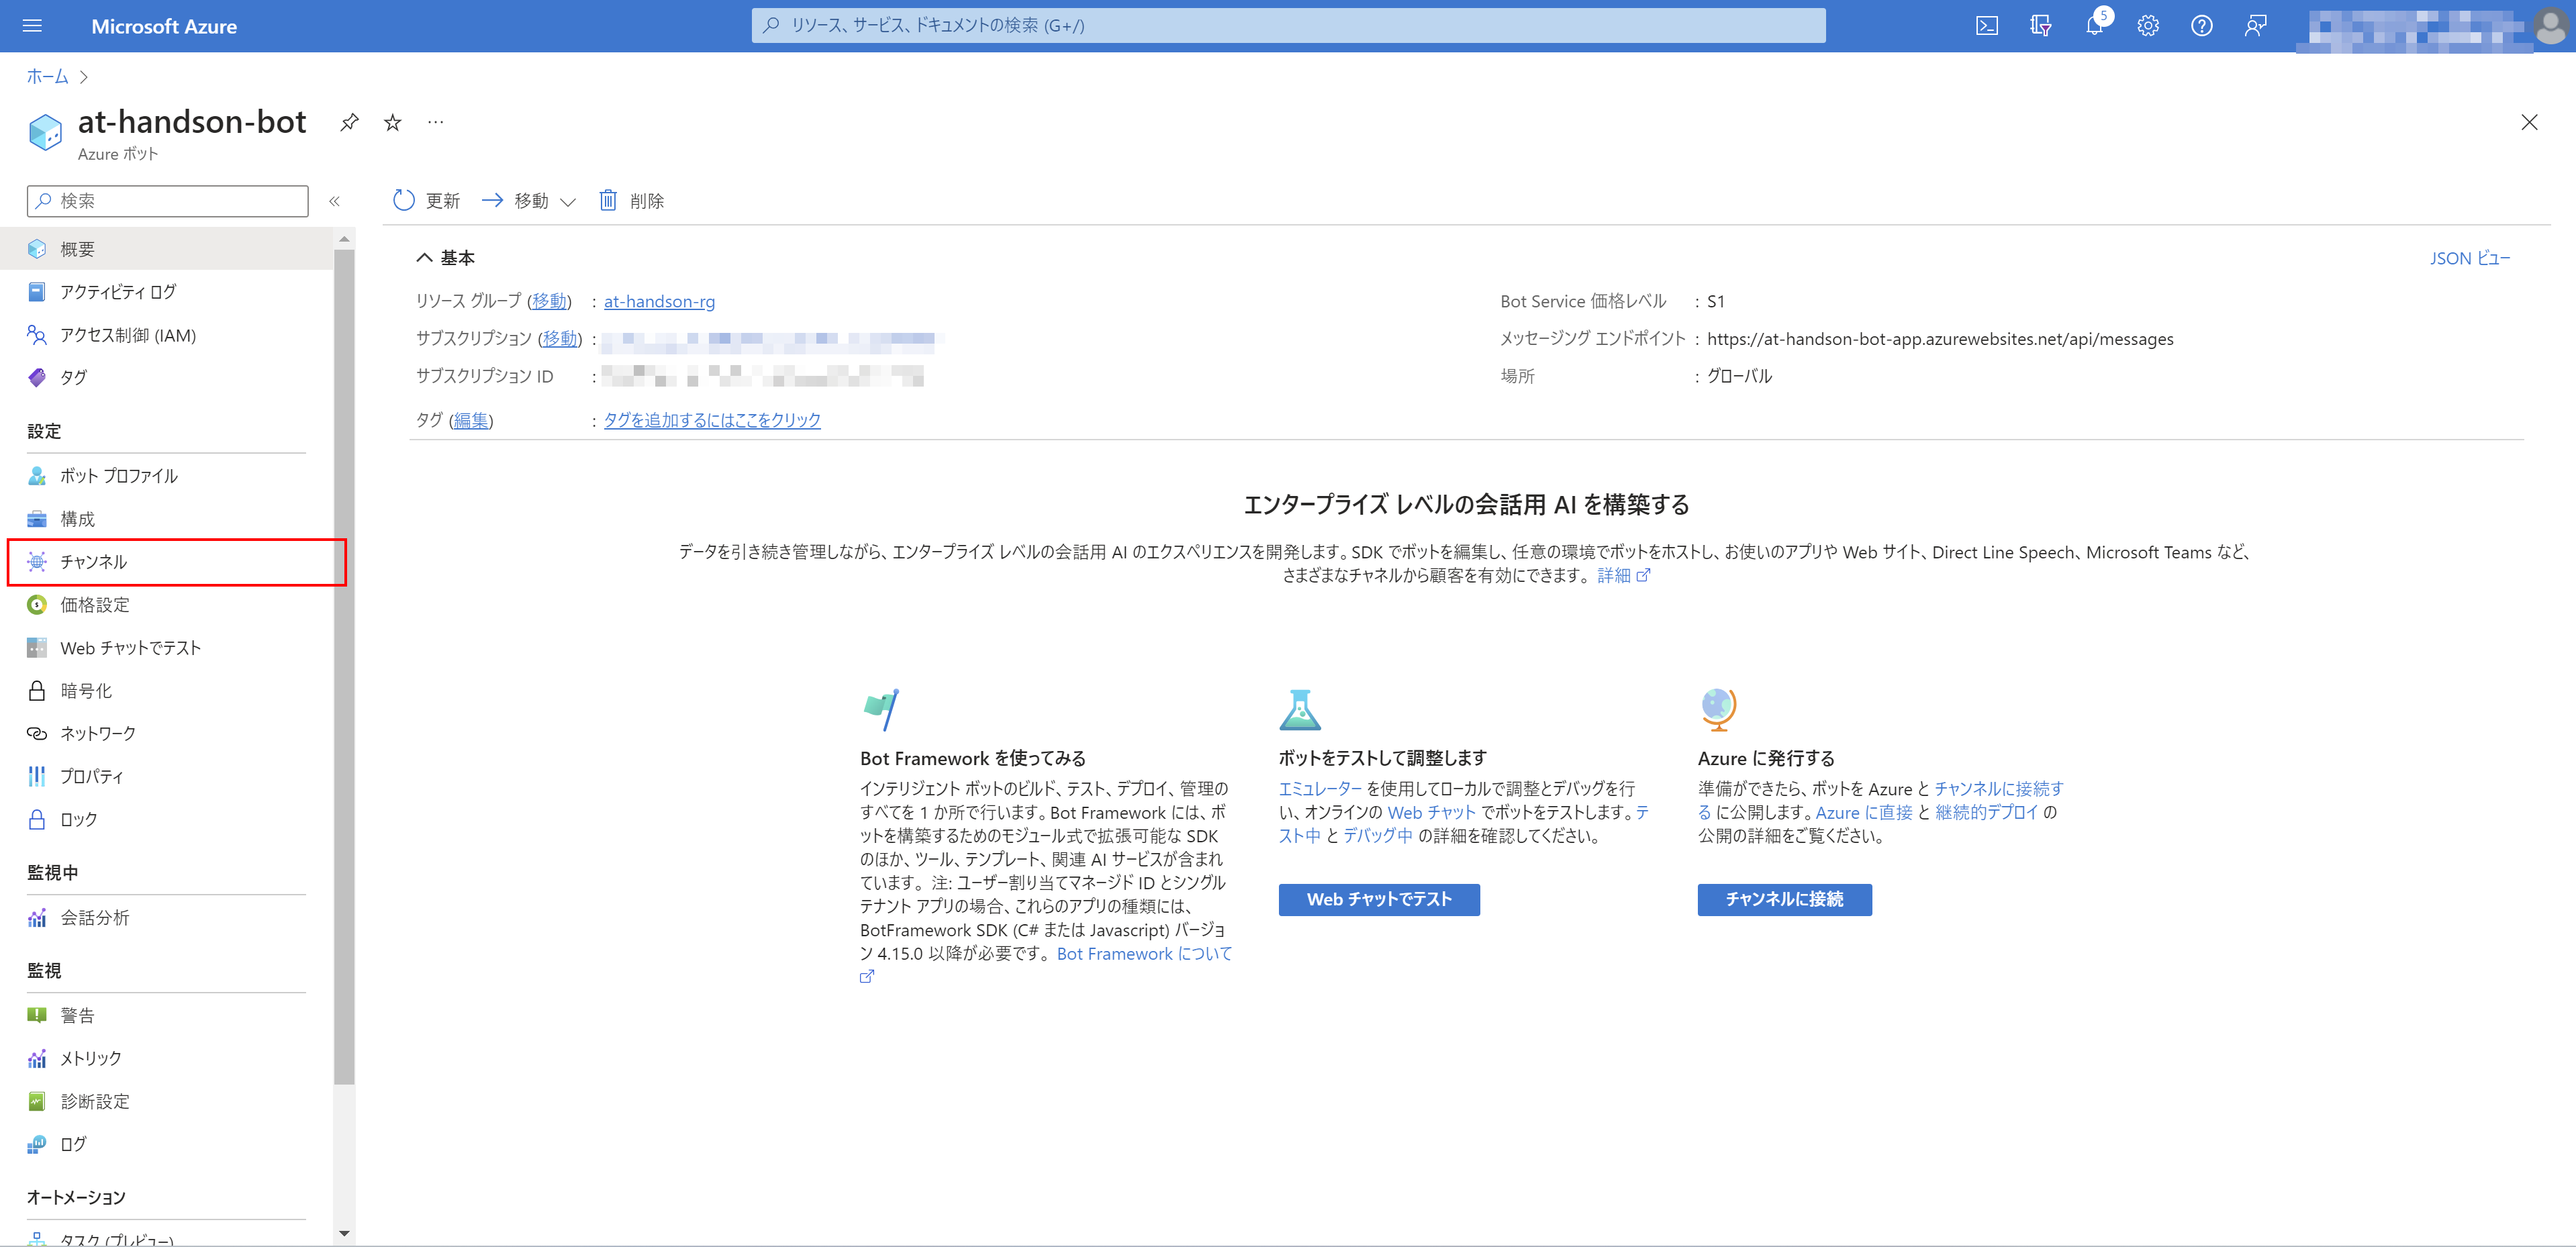 Microsoft Azure
リソース、サービス、ドキュメントの検索 (G+/)
5
ホーム
at-handson-bot
Azure ボット
検索
概要
アクティビティ ログ
アクセス制御 (IAM)
タグ
設定
ボット プロファイル
構成
チャンネル
価格設定
Web チャットでテスト
暗号化
ネットワーク
プロパティ
ロック
監視中
会話分析
監視
警告
メトリック
診断設定
ログ
オートメーション
タスク (プレビュー)
更新 移動 削除
基本
JSON ビュー
リソース グループ (移動) : at-handson-rg
サブスクリプション (移動) :
サブスクリプション ID :
タグ (編集) : タグを追加するにはここをクリック
Bot Service 価格レベル : S1
メッセージング エンドポイント : https://at-handson-bot-app.azurewebsites.net/api/messages
場所 : グローバル
エンタープライズ レベルの会話用 AI を構築する
データを引き続き管理しながら、エンタープライズ レベルの会話用 AI のエクスペリエンスを開発します。SDK でボットを編集し、任意の環境でボットをホストし、お使いのアプリや Web サイト、Direct Line Speech、Microsoft Teams など、
さまざまなチャネルから顧客を有効にできます。 詳細
Bot Framework を使ってみる
インテリジェント ボットのビルド、テスト、デプロイ、管理の
すべてを 1 か所で行います。Bot Framework には、ボ
ットを構築するためのモジュール式で拡張可能な SDK
のほか、ツール、テンプレート、関連 AI サービスが含まれ
ています。 注: ユーザー割り当てマネージド ID とシングル
テナント アプリの場合、これらのアプリの種類には、
BotFramework SDK (C# または Javascript) バージョ
ン 4.15.0 以降が必要です。 Bot Framework について
ボットをテストして調整します
エミュレーター を使用してローカルで調整とデバッグを行
い、オンラインの Web チャット でボットをテストします。テ
スト中 と デバッグ中 の詳細を確認してください。
Web チャットでテスト
Azure に発行する
準備ができたら、ボットを Azure と チャンネルに接続す
る に公開します。Azure に直接 と 継続的デプロイ の
公開の詳細をご覧ください。
チャンネルに接続